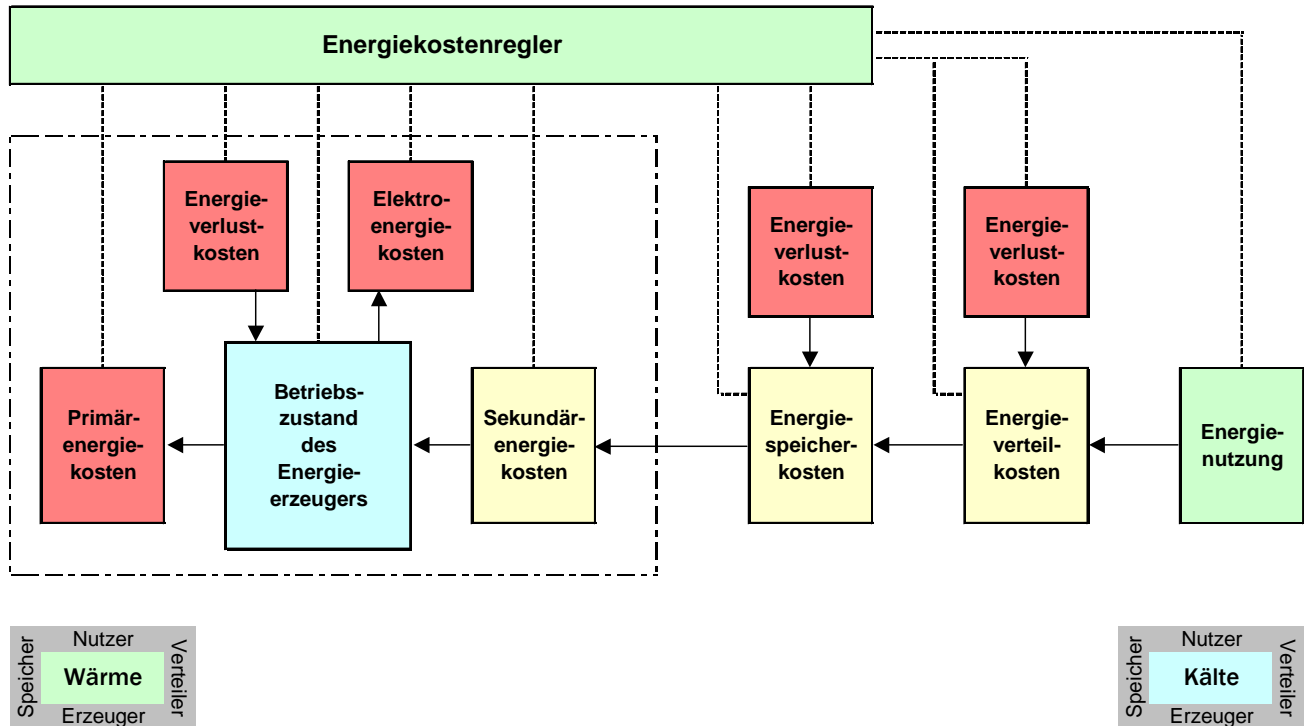 Energiekostenregler
Energie-
verlust-
kosten
Elektro-
energie-
kosten
Energie-
verlust-
kosten
Energie-
verlust-
kosten
Primär-
energie-
kosten
Betriebs-
zustand
des
Energie-
erzeugers
Sekundär-
energie-
kosten
Energie-
speicher-
kosten
Energie-
verteil-
kosten
Energie-
nutzung
Nutzer
Speicher
Wärme
Verteiler
Erzeuger
Nutzer
Speicher
Kälte
Verteiler
Erzeuger